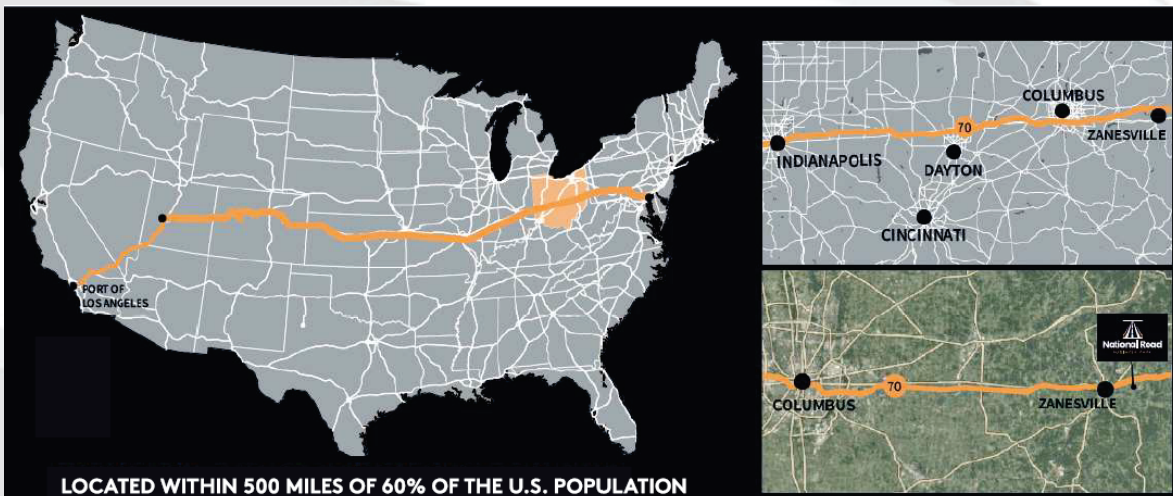 PORT OF
LOS ANGELES
LOCATED WITHIN 500 MILES OF 60% OF THE U.S. POPULATION
COLUMBUS
70
ZANESVILLE
INDIANAPOLIS
DAYTON
CINCINNATI
National Road
70
COLUMBUS
ZANESVILLE